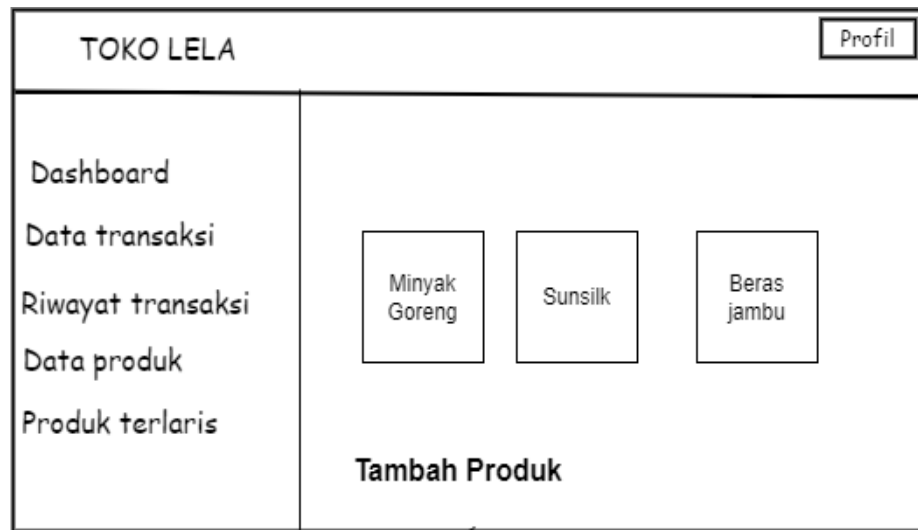 TOKO LELA
Profil
Dashboard
Data transaksi
Riwayat transaksi
Data produk
Produk terlaris
Minyak
Goreng
Sunsilk
Beras
jambu
Tambah Produk